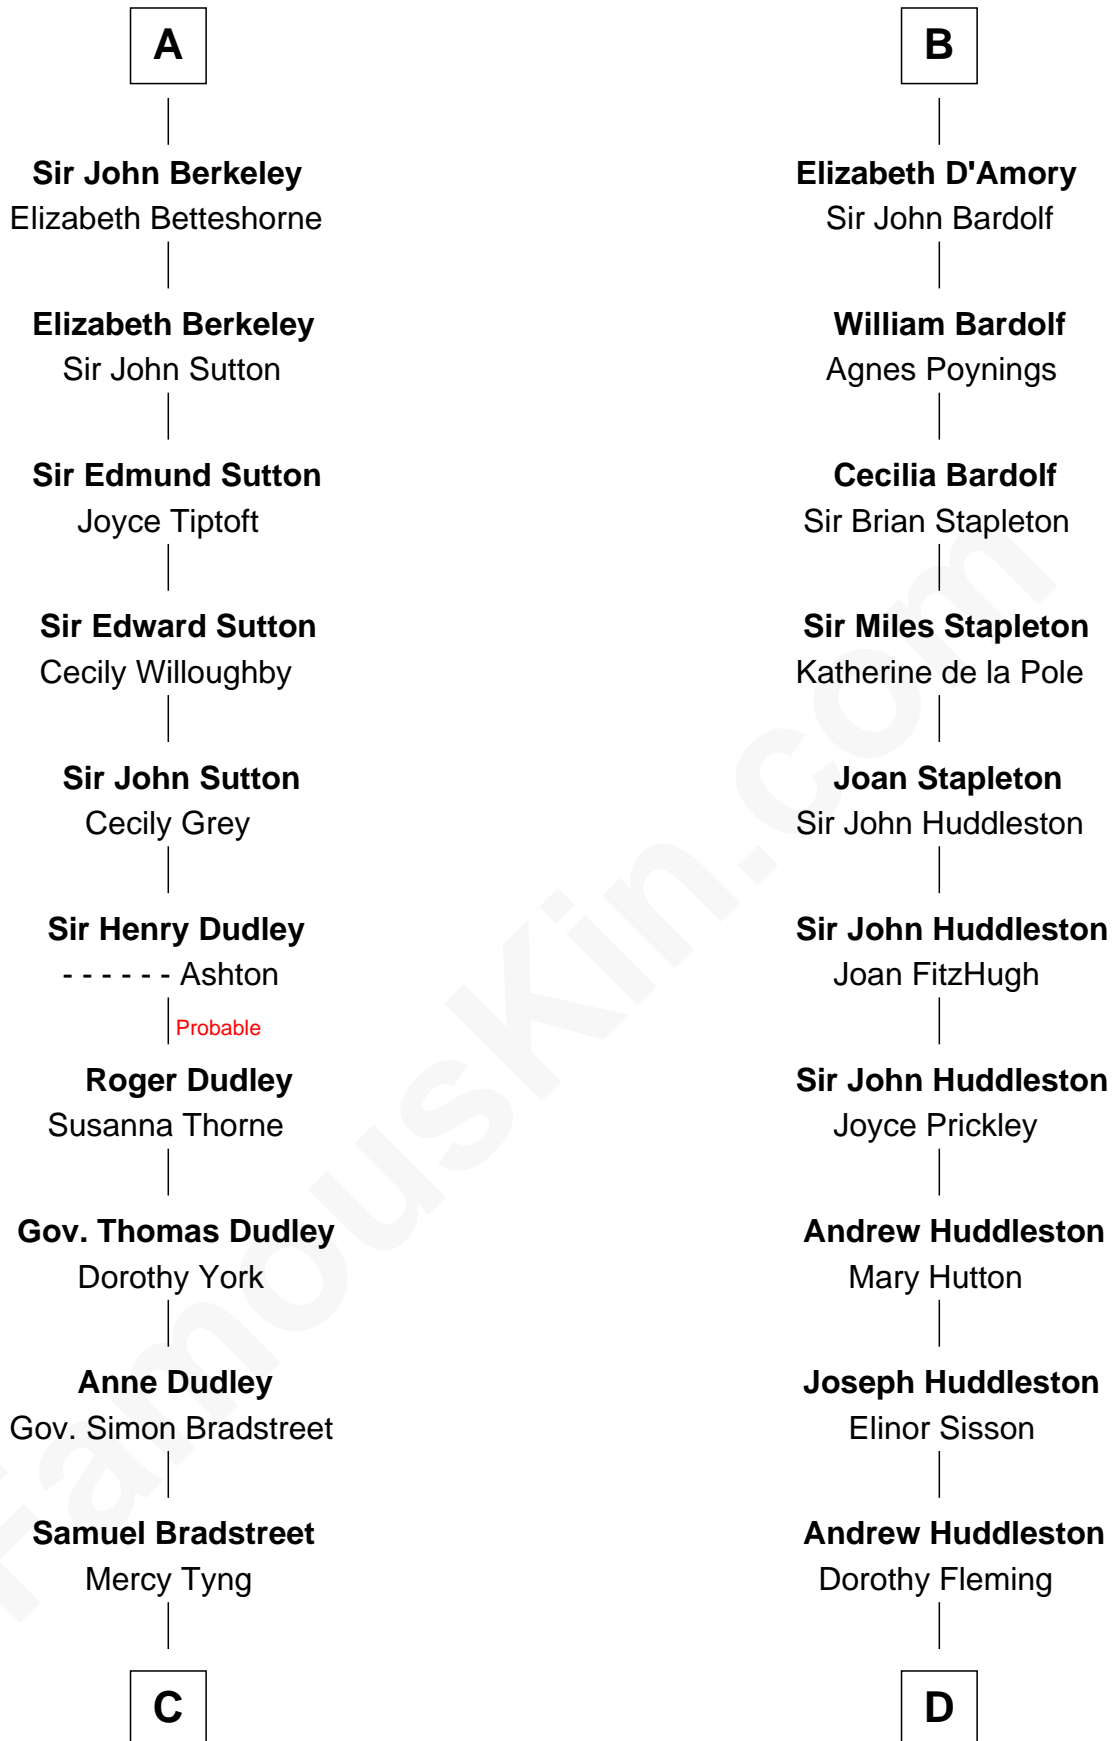 A
Sir John Berkeley
Elizabeth Betteshorne
Elizabeth Berkeley
Sir John Sutton
Sir Edmund Sutton
Joyce Tiptoft
Sir Edward Sutton
Cecily Willoughby
Sir John Sutton
Cecily Grey
Sir Henry Dudley
- - - - - - Ashton
Probable
Roger Dudley
Susanna Thorne
Gov. Thomas Dudley
Dorothy York
Anne Dudley
Gov. Simon Bradstreet
Samuel Bradstreet
Mercy Tyng
C
B
Elizabeth D'Amory
Sir John Bardolf
William Bardolf
Agnes Poynings
Cecilia Bardolf
Sir Brian Stapleton
Sir Miles Stapleton
Katherine de la Pole
Joan Stapleton
Sir John Huddleston
Sir John Huddleston
Joan FitzHugh
Sir John Huddleston
Joyce Prickley
Andrew Huddleston
Mary Hutton
Joseph Huddleston
Elinor Sisson
Andrew Huddleston
Dorothy Fleming
D
FamousKin.com